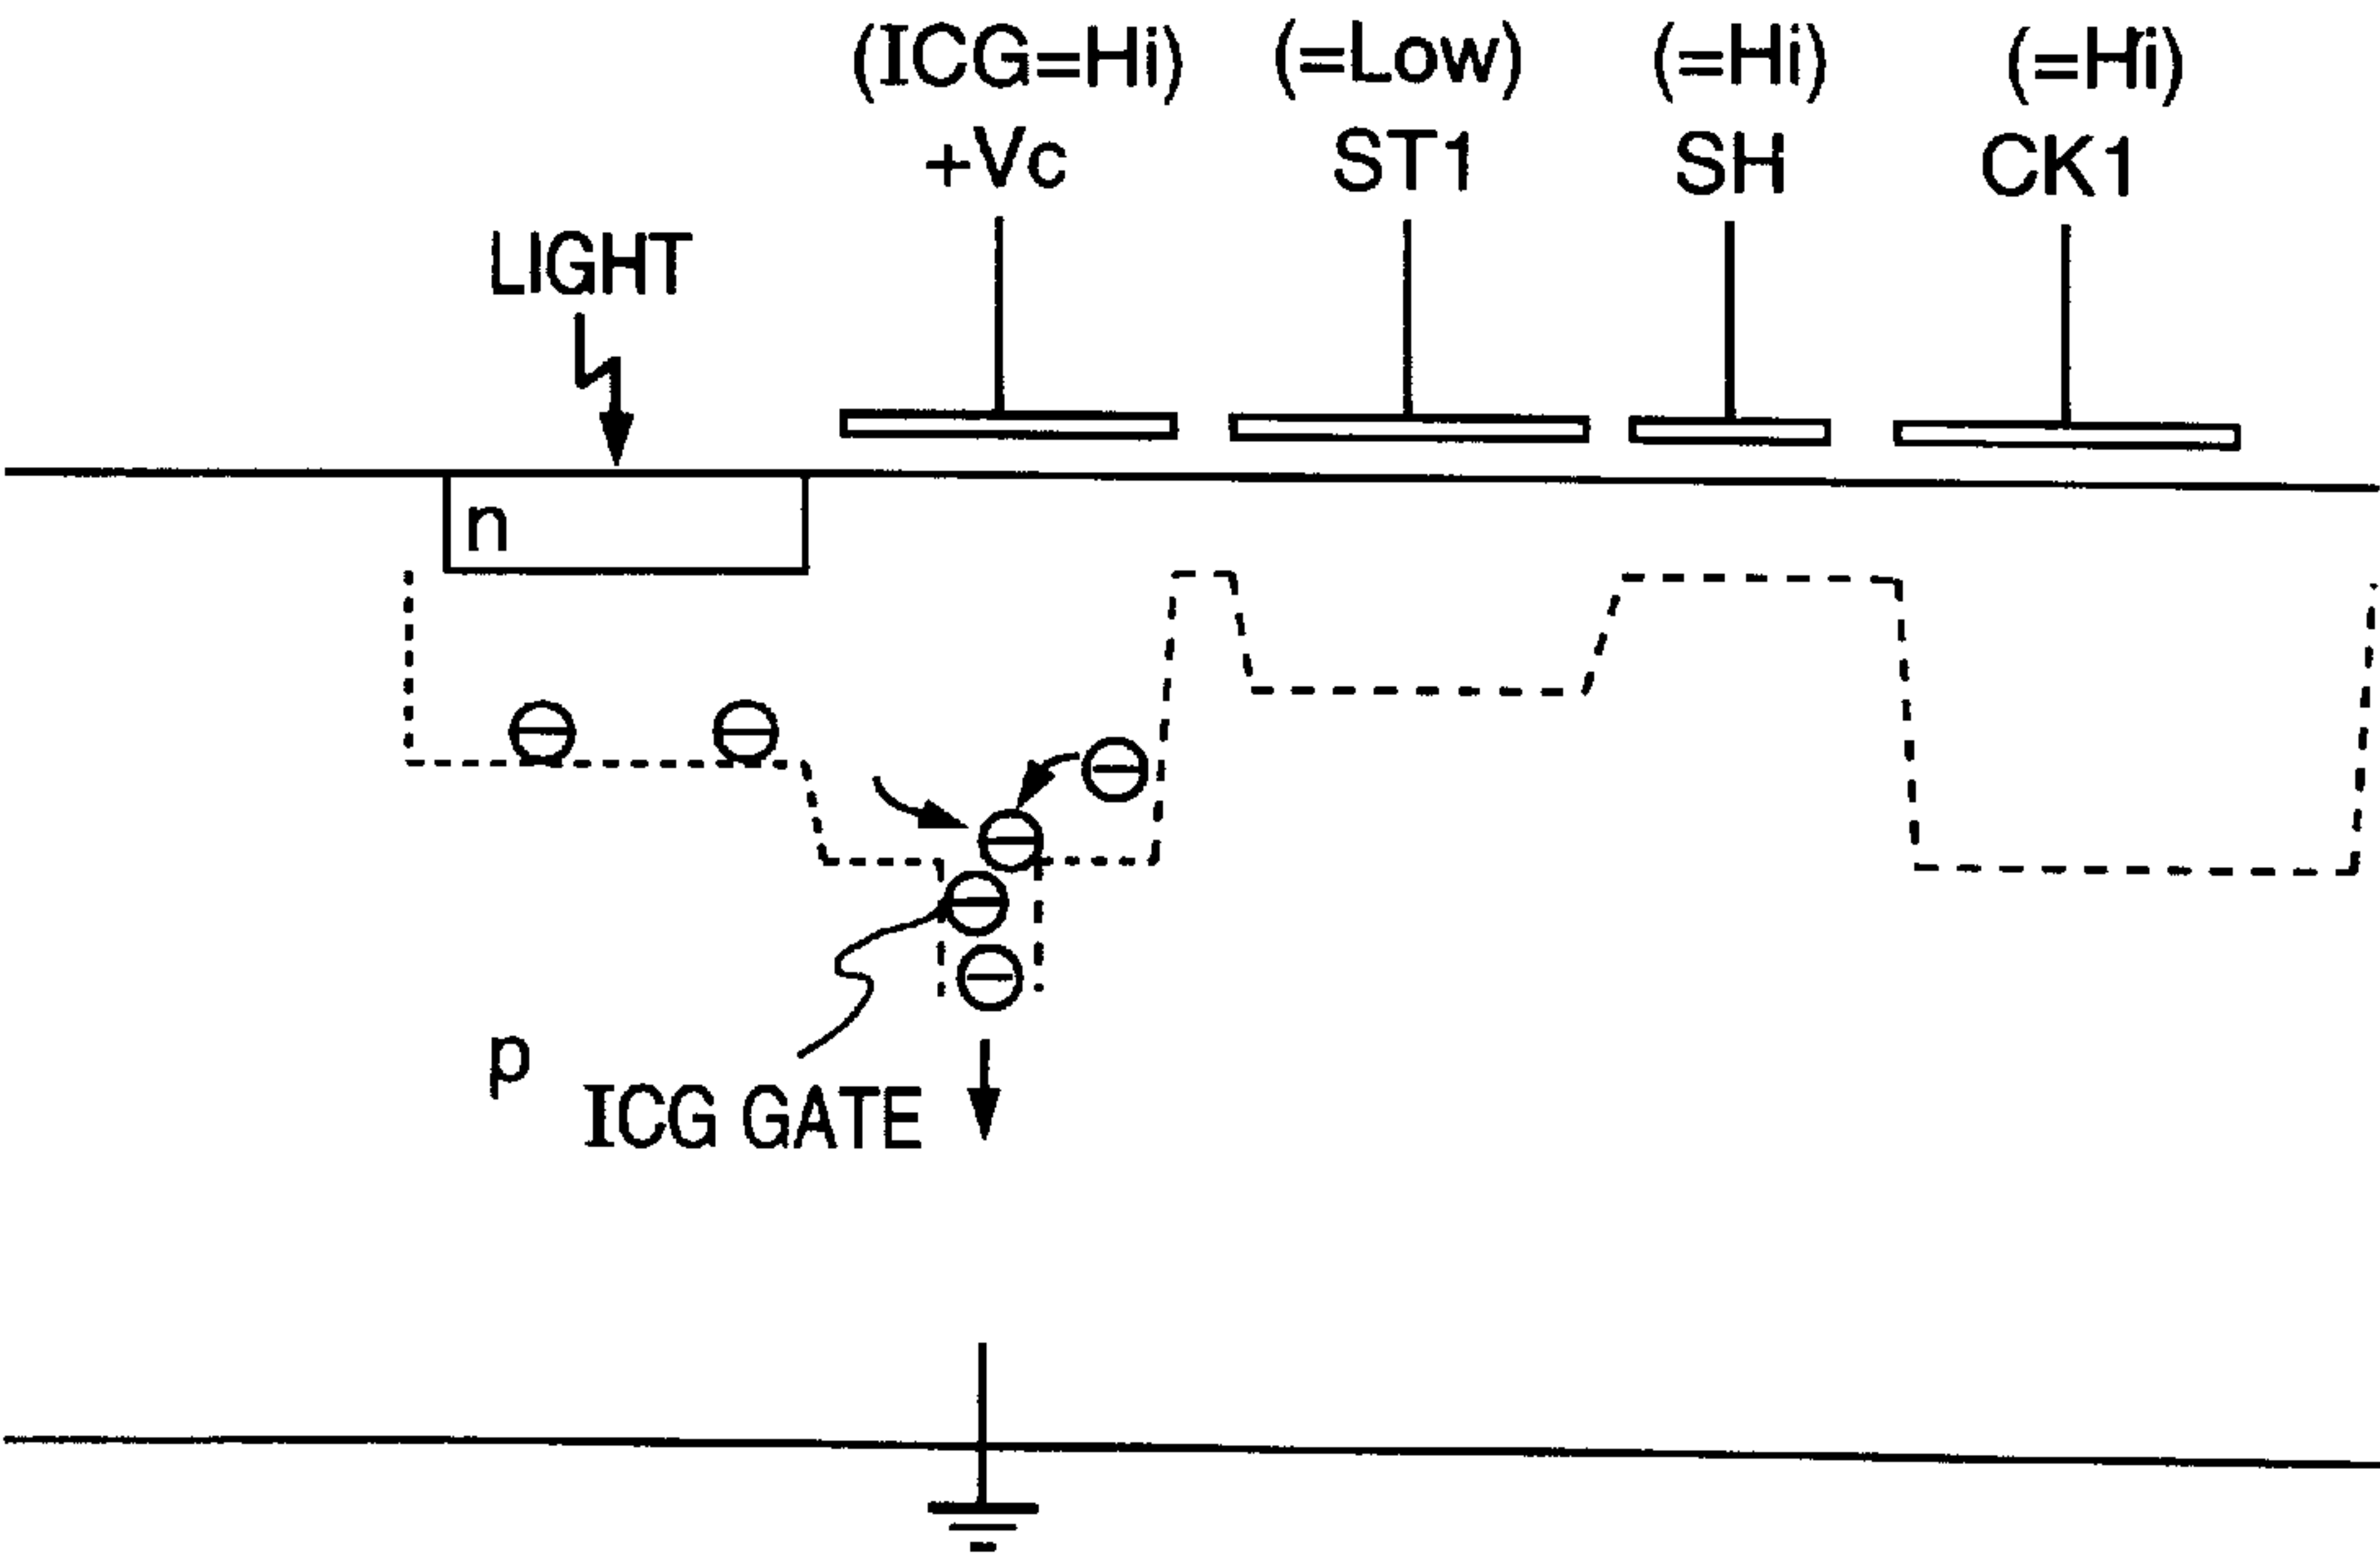 (ICG=Hi) (=Low) (=Hi) (=Hi)
+Vc ST1 SH CK1
LIGHT
n
p
ICG GATE